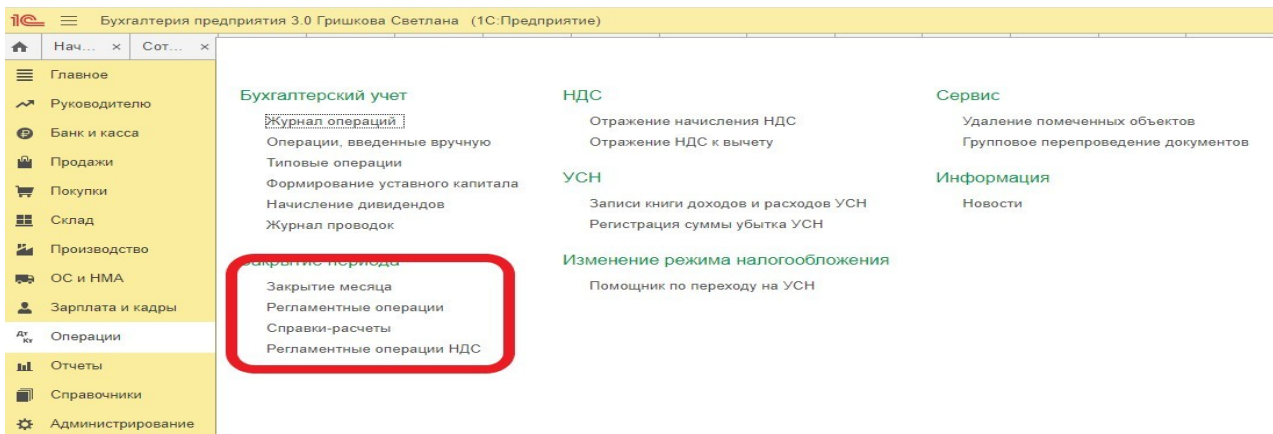 1С Бухгалтерия предприятия 3.0 Гришкова Светлана (1С:Предприятие)
Нач... × Сот... ×
Главное
Руководителю
Банк и касса
Продажи
Покупки
Склад
Производство
ОС и НМА
Зарплата и кадры
Дт Кт Операции
Отчеты
Справочники
Администрирование
Бухгалтерский учет
Журнал операций
Операции, введенные вручную
Типовые операции
Формирование уставного капитала
Начисление дивидендов
Журнал проводок
Закрытие периода
Закрытие месяца
Регламентные операции
Справки-расчеты
Регламентные операции НДС
НДС
Отражение начисления НДС
Отражение НДС к вычету
УСН
Записи книги доходов и расходов УСН
Регистрация суммы убытка УСН
Изменение режима налогообложения
Помощник по переходу на УСН
Сервис
Удаление помеченных объектов
Групповое перепроведение документов
Информация
Новости